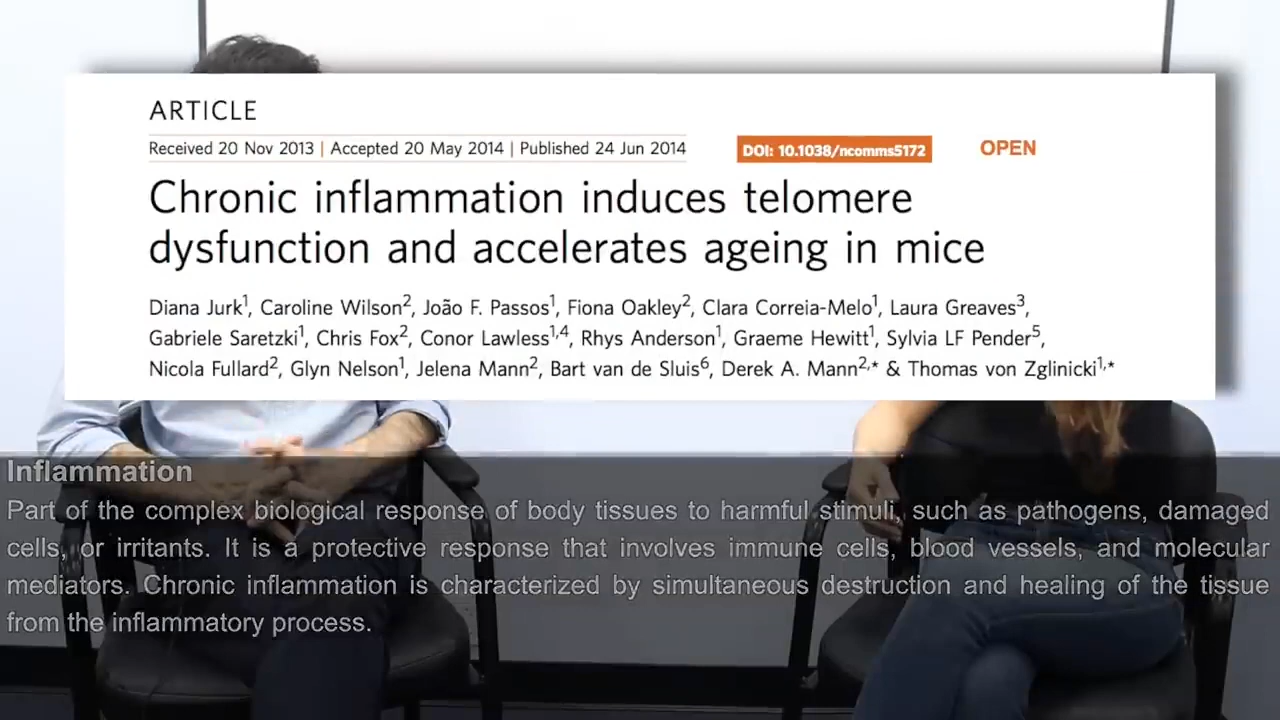 ARTICLE
Received 20 Nov 2013 | Accepted 20 May 2014 | Published 24 Jun 2014
DOI: 10.1038/ncomms5172
OPEN
Chronic inflammation induces telomere
dysfunction and accelerates ageing in mice
Diana Jurk1, Caroline Wilson2, João F. Passos1, Fiona Oakley2, Clara Correia-Melo1, Laura Greaves3,
Gabriele Saretzki1, Chris Fox2, Conor Lawless1,4, Rhys Anderson1, Graeme Hewitt1, Sylvia LF Pender5,
Nicola Fullard2, Glyn Nelson1, Jelena Mann2, Bart van de Sluis6, Derek A. Mann2,* & Thomas von Zglinicki1,*
Inflammation
Part of the complex biological response of body tissues to harmful stimuli, such as pathogens, damaged
cells, or irritants. It is a protective response that involves immune cells, blood vessels, and molecular
mediators. Chronic inflammation is characterized by simultaneous destruction and healing of the tissue
from the inflammatory process.